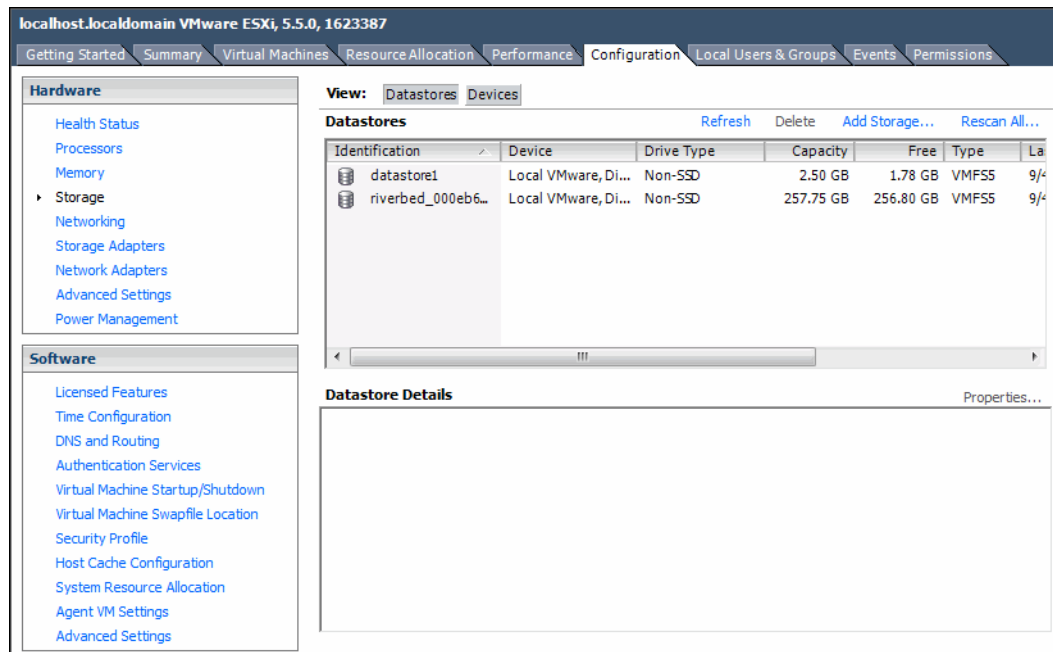 localhost.localdomain VMware ESXi, 5.5.0, 1623387
Getting Started Summary Virtual Machines Resource Allocation Performance Configuration Local Users & Groups Events Permissions
Hardware
Health Status
Processors
Memory
Storage
Networking
Storage Adapters
Network Adapters
Advanced Settings
Power Management
Software
Licensed Features
Time Configuration
DNS and Routing
Authentication Services
Virtual Machine Startup/Shutdown
Virtual Machine Swapfile Location
Security Profile
Host Cache Configuration
System Resource Allocation
Agent VM Settings
Advanced Settings
View: Datastores Devices
Datastores Refresh Delete Add Storage... Rescan All...
Identification Device Drive Type Capacity Free Type La
datastore1 Local VMware, Di... Non-SSD 2.50 GB 1.78 GB VMFS5 9/4
riverbed_000eb6... Local VMware, Di... Non-SSD 257.75 GB 256.80 GB VMFS5 9/4
Datastore Details Properties...